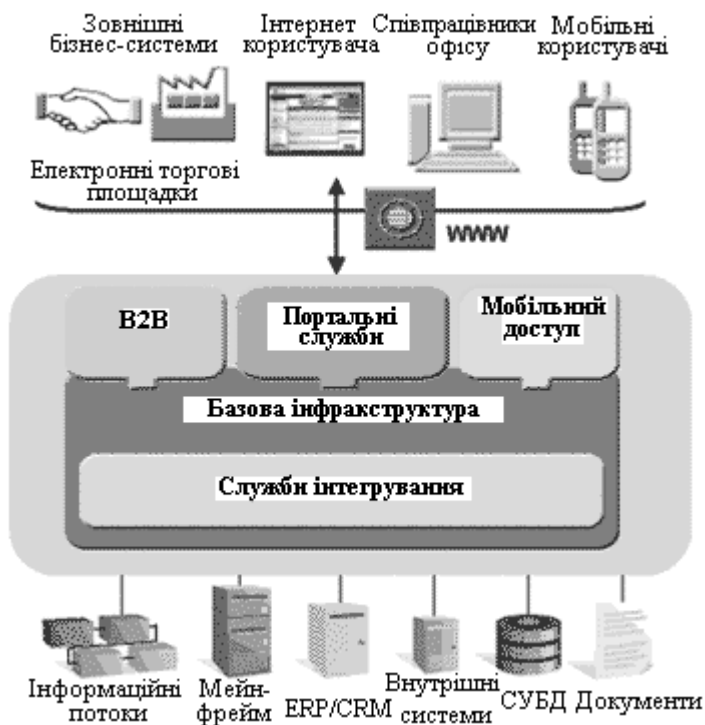 Зовнішні
бізнес-системи
Інтернет
користувача
Співпрацівники
офісу
Мобільні
користувачі
Електронні торгові
площадки
www
B2B
Портальні
служби
Мобільний
доступ
Базова інфракструктура
Служби інтегрування
Інформаційні
потоки
Мейн-
фрейм
ERP/CRM
Внутрішні
системи
СУБД
Документи